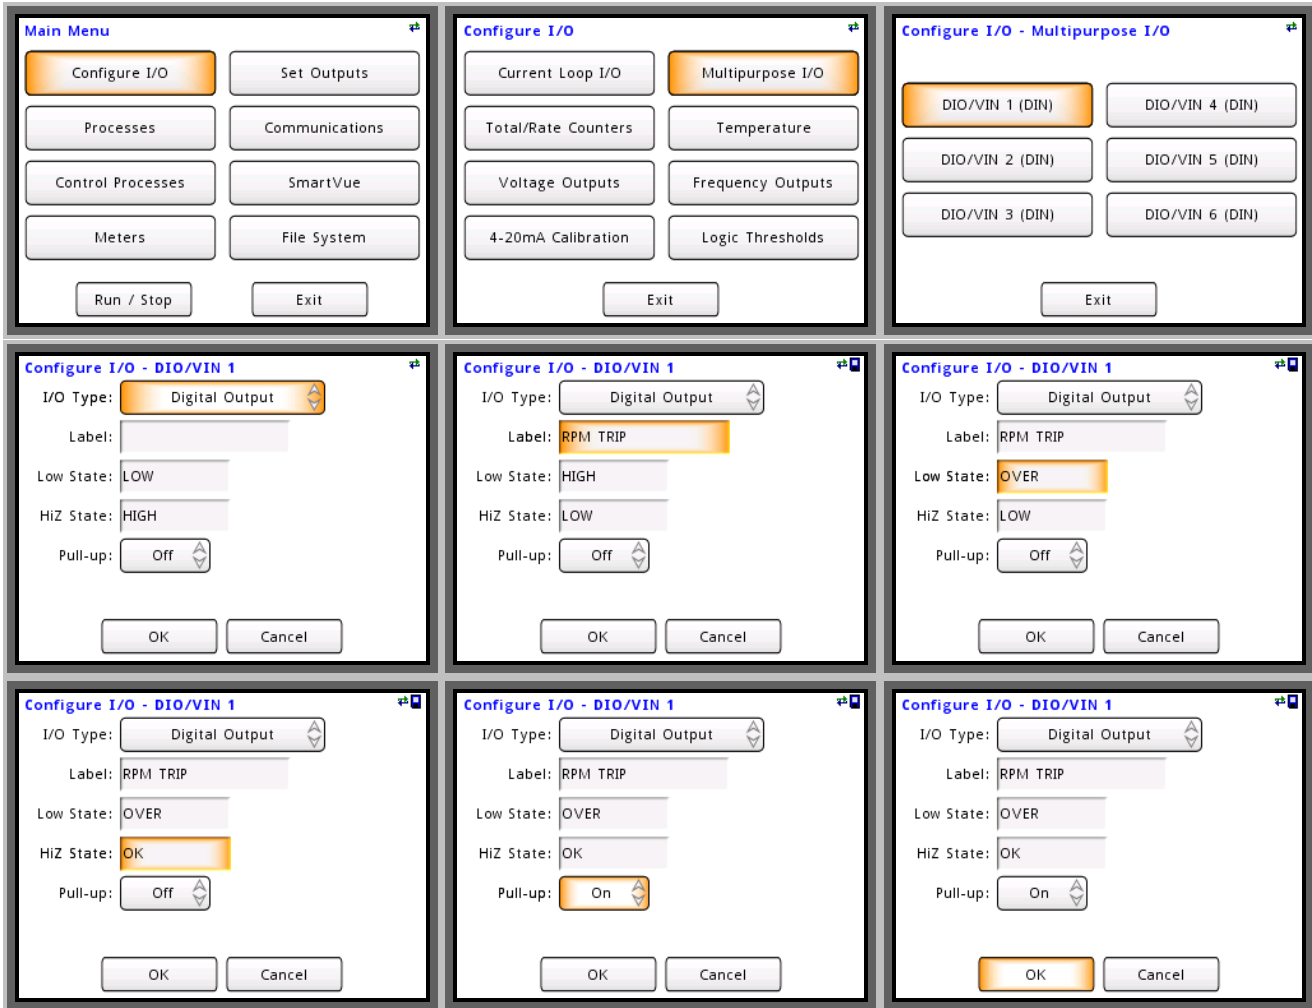 Main Menu
Configure I/O
Set Outputs
Processes
Communications
Control Processes
SmartVue
Meters
File System
Run / Stop
Exit
Configure I/O
Current Loop I/O
Multipurpose I/O
Total/Rate Counters
Temperature
Voltage Outputs
Frequency Outputs
4-20mA Calibration
Logic Thresholds
Exit
Configure I/O - Multipurpose I/O
DIO/VIN 1 (DIN)
DIO/VIN 4 (DIN)
DIO/VIN 2 (DIN)
DIO/VIN 5 (DIN)
DIO/VIN 3 (DIN)
DIO/VIN 6 (DIN)
Exit
Configure I/O - DIO/VIN 1
I/O Type: Digital Output
Label:
Low State: LOW
HiZ State: HIGH
Pull-up: Off
OK Cancel
Configure I/O - DIO/VIN 1
I/O Type: Digital Output
Label: RPM TRIP
Low State: HIGH
HiZ State: LOW
Pull-up: Off
OK Cancel
Configure I/O - DIO/VIN 1
I/O Type: Digital Output
Label: RPM TRIP
Low State: OVER
HiZ State: LOW
Pull-up: Off
OK Cancel
Configure I/O - DIO/VIN 1
I/O Type: Digital Output
Label: RPM TRIP
Low State: OVER
HiZ State: OK
Pull-up: Off
OK Cancel
Configure I/O - DIO/VIN 1
I/O Type: Digital Output
Label: RPM TRIP
Low State: OVER
HiZ State: OK
Pull-up: On
OK Cancel
Configure I/O - DIO/VIN 1
I/O Type: Digital Output
Label: RPM TRIP
Low State: OVER
HiZ State: OK
Pull-up: On
OK Cancel